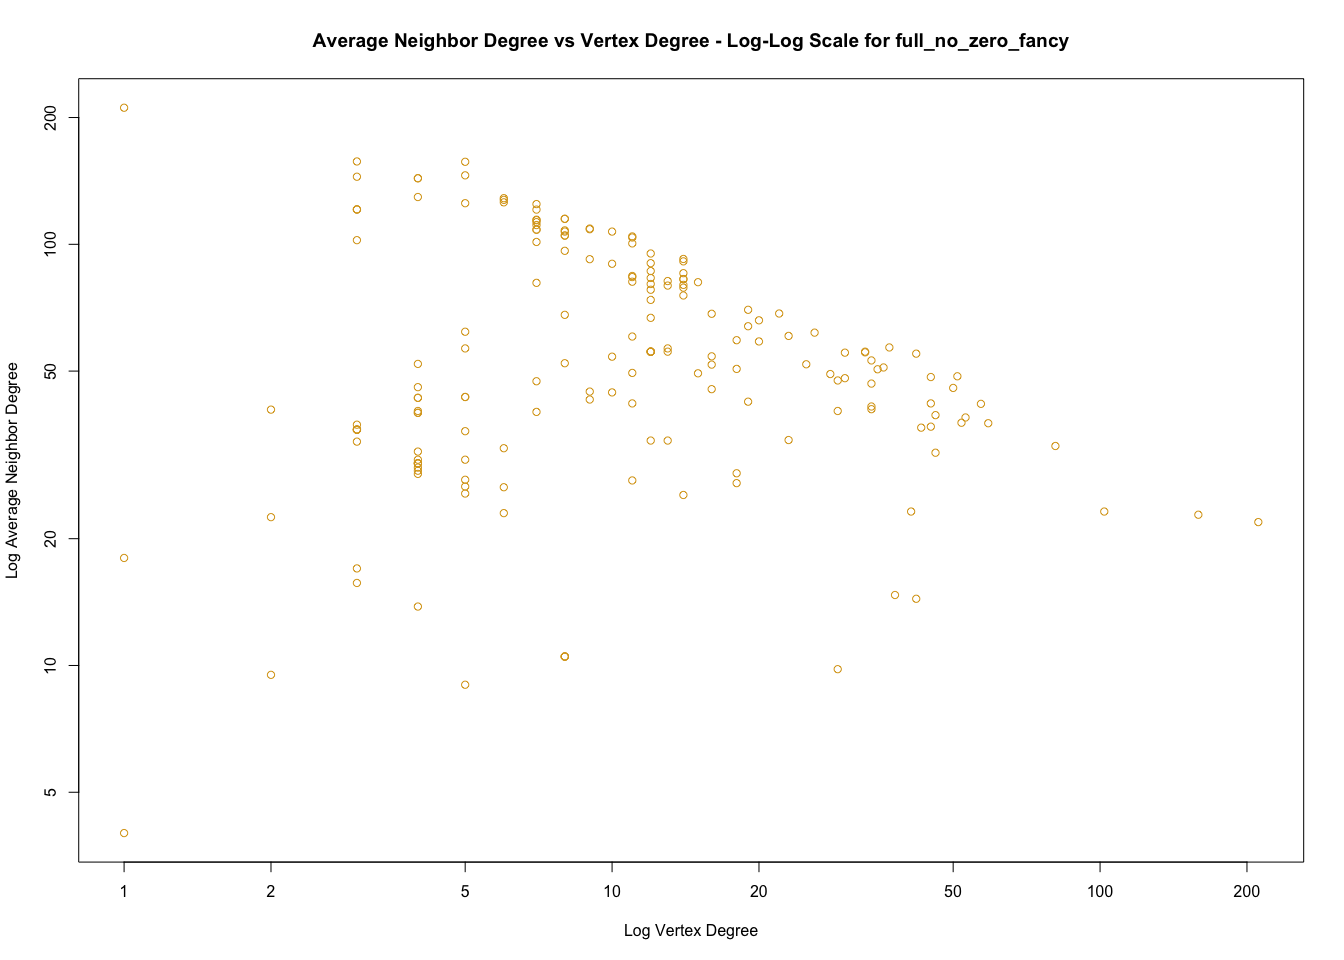 Average Neighbor Degree vs Vertex Degree - Log-Log Scale for full_no_zero_fancy
Log Average Neighbor Degree
200
100
50
20
10
5
1 2 5 10 20 50 100 200
Log Vertex Degree